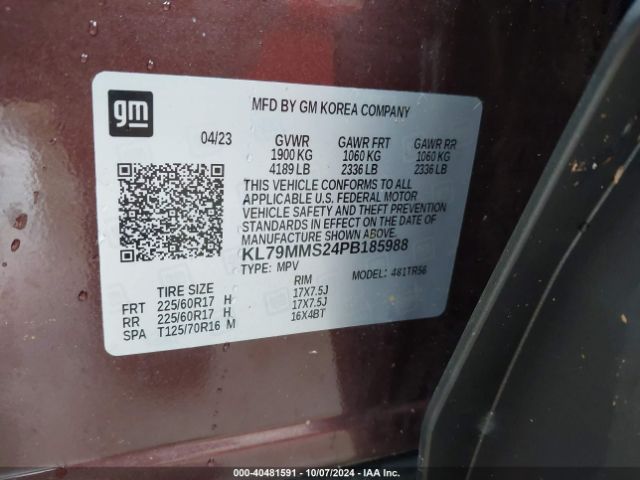 gm
MFD BY GM KOREA COMPANY
04/23 GVWR GAWR FRT GAWR RR
1900 KG 1060 KG 1060 KG
4189 LB 2336 LB 2336 LB
THIS VEHICLE CONFORMS TO ALL
APPLICABLE U.S. FEDERAL MOTOR
VEHICLE SAFETY AND THEFT PREVENTION
STANDARDS IN EFFECT ON THE DATE OF
MANUFACTURE SHOWN ABOVE.
KL79MMS24PB185988
TYPE: MPV MODEL: 481TR56
TIRE SIZE RIM
FRT 225/60R17 H 17X7.5J
RR 225/60R17 H 17X7.5J
SPA T125/70R16 M 16X4BT
000-40481591 - 10/07/2024 - IAA Inc.